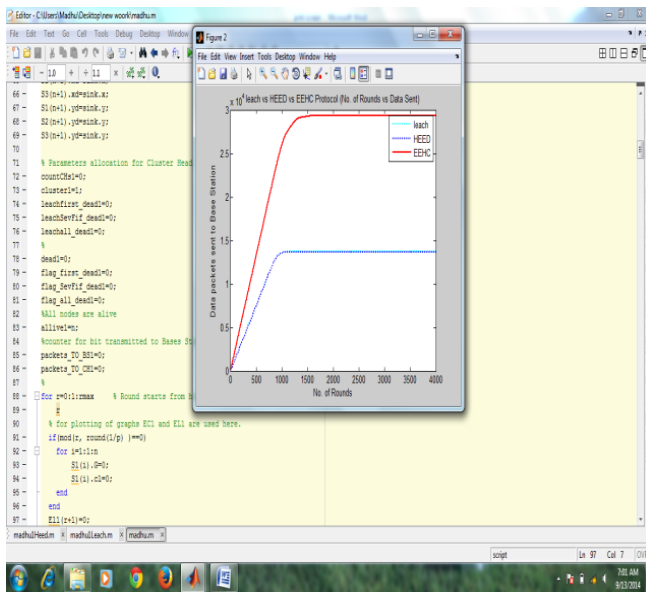 Editor - C:\Users\Madhu\Desktop\new woork\madhu.m
File Edit Text Go Cell Tools Debug Desktop Window
- 1.0 + ÷ 1.1 ×
66 -
S3(n+1).xd=sink.x;
67 - S1(n+1).yd=sink.y;
68 - S2(n+1).yd=sink.y;
69 - S3(n+1).yd=sink.y;
70
71 % Parameters allocation for Cluster Head
72 - countCHs1=0;
73 - cluster1=1;
74 - leachfirst_dead1=0;
75 - leachSevFif_dead1=0;
76 - leachall_dead1=0;
77 %
78 - dead1=0;
79 - flag_first_dead1=0;
80 - flag_SevFif_dead1=0;
81 - flag_all_dead1=0;
82 %All nodes are alive
83 - allive1=n;
84 %counter for bit transmitted to Bases St
85 - packets_TO_BS1=0;
86 - packets_TO_CH1=0;
87 %
88 - for r=0:1:rmax % Round starts from h
89 - r
90 % for plotting of graphs EC1 and EL1 are used here.
91 - if(mod(r, round(1/p) )==0)
92 - for i=1:1:n
93 - S1(i).G=0;
94 - S1(i).cl=0;
95 - end
96 - end
97 - El1(r+1)=0;
Figure 2
File Edit View Insert Tools Desktop Window Help
x 10^4 leach vs HEED vs EEHC Protocol (No. of Rounds vs Data Sent)
leach
HEED
EEHC
Data packets sent to Base Station
3
2.5
2
1.5
1
0.5
0
0 500 1000 1500 2000 2500 3000 3500 4000
No. of Rounds
madhu1Heed.m × madhu1Leach.m × madhu.m ×
script Ln 97 Col 7 OVR
7:01 AM
9/13/2014